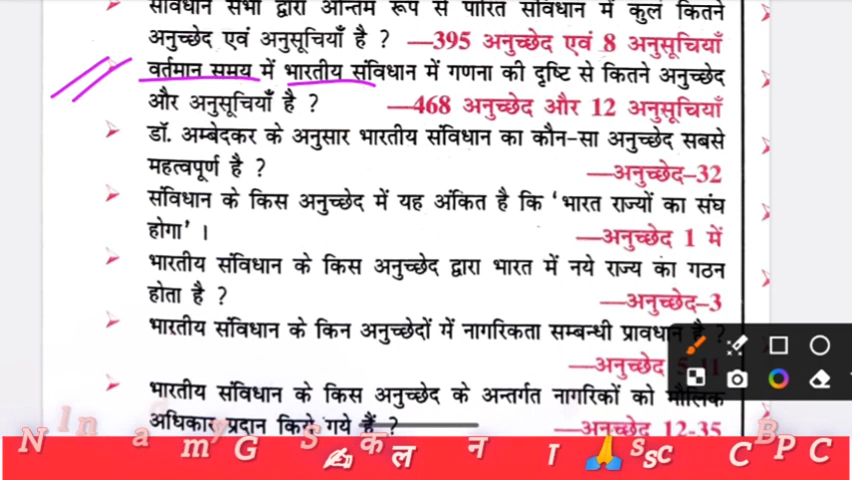 संविधान सभा द्वारा अन्तिम रूप से पारित संविधान में कुल कितने
अनुच्छेद एवं अनुसूचियाँ है ? —395 अनुच्छेद एवं 8 अनुसूचियाँ
वर्तमान समय में भारतीय संविधान में गणना की दृष्टि से कितने अनुच्छेद
और अनुसूचियाँ है ? —468 अनुच्छेद और 12 अनुसूचियाँ
डॉ. अम्बेदकर के अनुसार भारतीय संविधान का कौन-सा अनुच्छेद सबसे
महत्वपूर्ण है ? —अनुच्छेद-32
संविधान के किस अनुच्छेद में यह अंकित है कि ‘भारत राज्यों का संघ
होगा’ । —अनुच्छेद 1 में
भारतीय संविधान के किस अनुच्छेद द्वारा भारत में नये राज्य का गठन
होता है ? —अनुच्छेद-3
भारतीय संविधान के किन अनुच्छेदों में नागरिकता सम्बन्धी प्रावधान है ?
—अनुच्छेद 5-11
भारतीय संविधान के किस अनुच्छेद के अन्तर्गत नागरिकों को मौलिक
अधिकार प्रदान किये गये हैं ? —अनुच्छेद 12-35